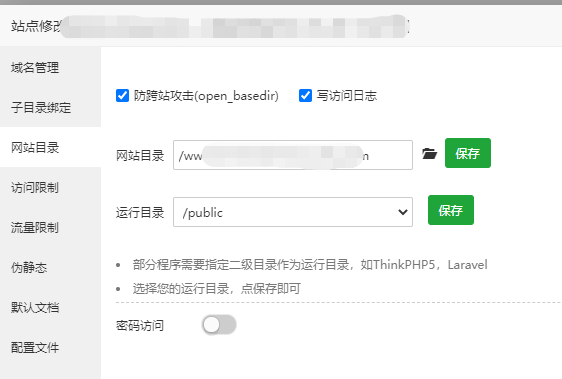 站点修改
域名管理
子目录绑定
网站目录
访问限制
流量限制
伪静态
默认文档
配置文件
防跨站攻击(open_basedir) 写访问日志
网站目录 /ww n 保存
运行目录 /public 保存
部分程序需要指定二级目录作为运行目录，如ThinkPHP5，Laravel
选择您的运行目录，点保存即可
密码访问